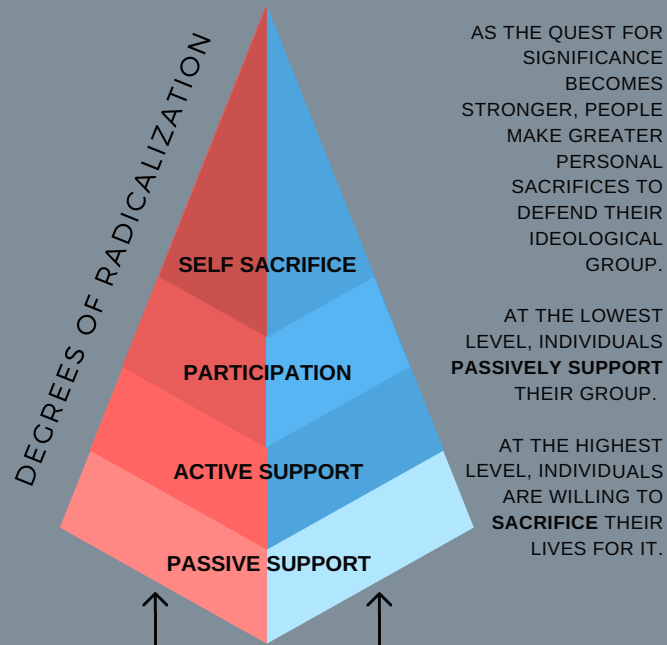 DEGREES OF RADICALIZATION
SELF SACRIFICE
PARTICIPATION
ACTIVE SUPPORT
PASSIVE SUPPORT
AS THE QUEST FOR
SIGNIFICANCE
BECOMES
STRONGER, PEOPLE
MAKE GREATER
PERSONAL
SACRIFICES TO
DEFEND THEIR
IDEOLOGICAL
GROUP.
AT THE LOWEST
LEVEL, INDIVIDUALS
PASSIVELY SUPPORT
THEIR GROUP.
AT THE HIGHEST
LEVEL, INDIVIDUALS
ARE WILLING TO
SACRIFICE THEIR
LIVES FOR IT.